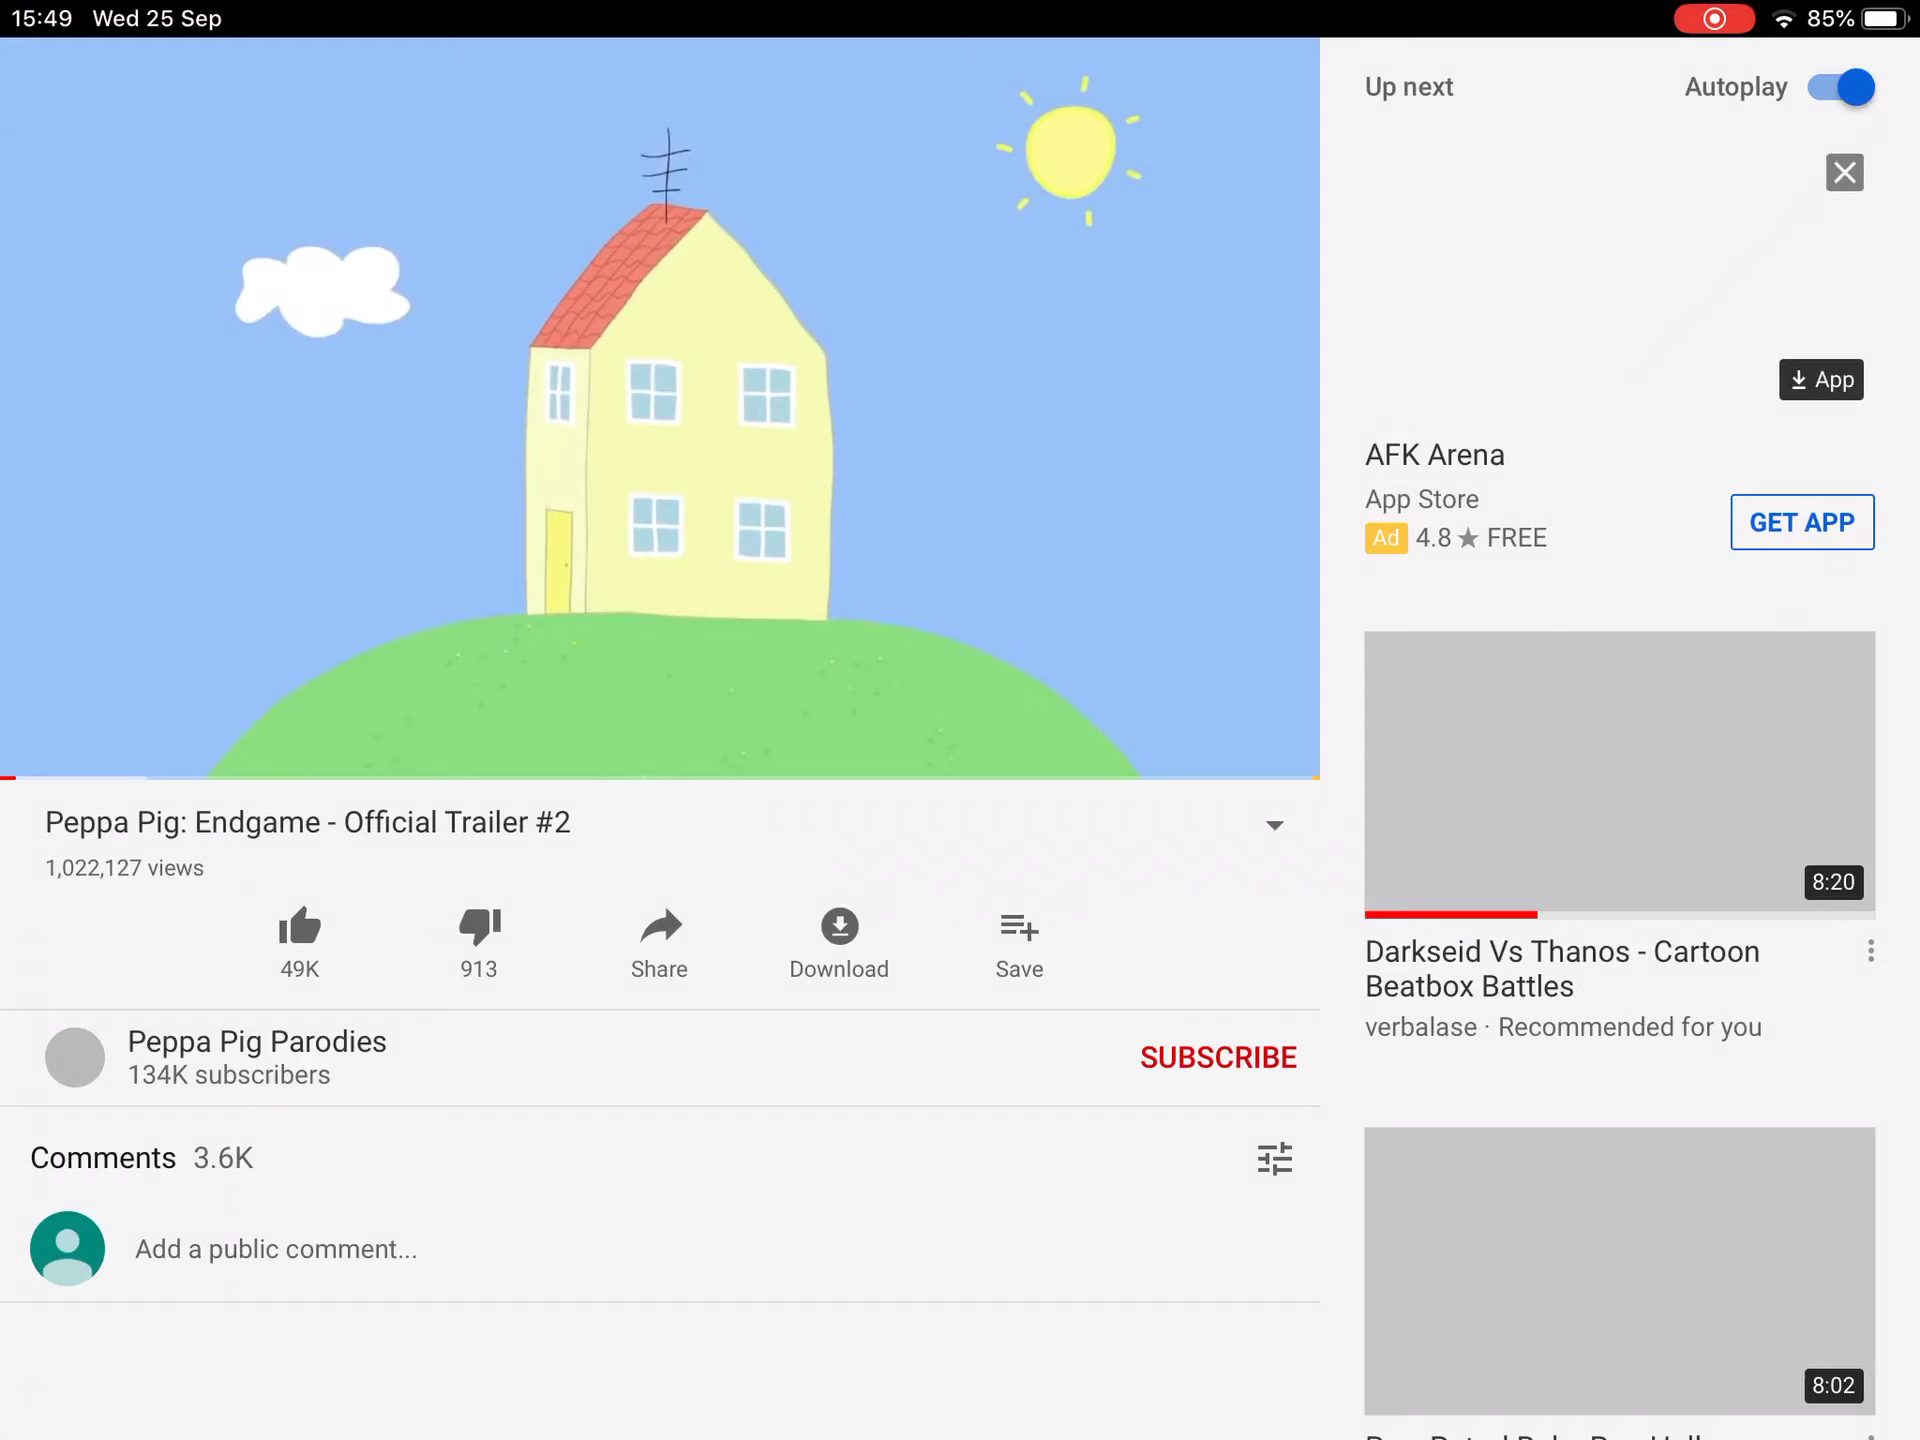 15:49 Wed 25 Sep
85%
Up next
Autoplay
App
AFK Arena
App Store
Ad 4.8 ★ FREE
GET APP
Peppa Pig: Endgame - Official Trailer #2
1,022,127 views
49K
913
Share
Download
Save
Peppa Pig Parodies
134K subscribers
SUBSCRIBE
Comments 3.6K
Add a public comment...
8:20
Darkseid Vs Thanos - Cartoon
Beatbox Battles
verbalase · Recommended for you
8:02